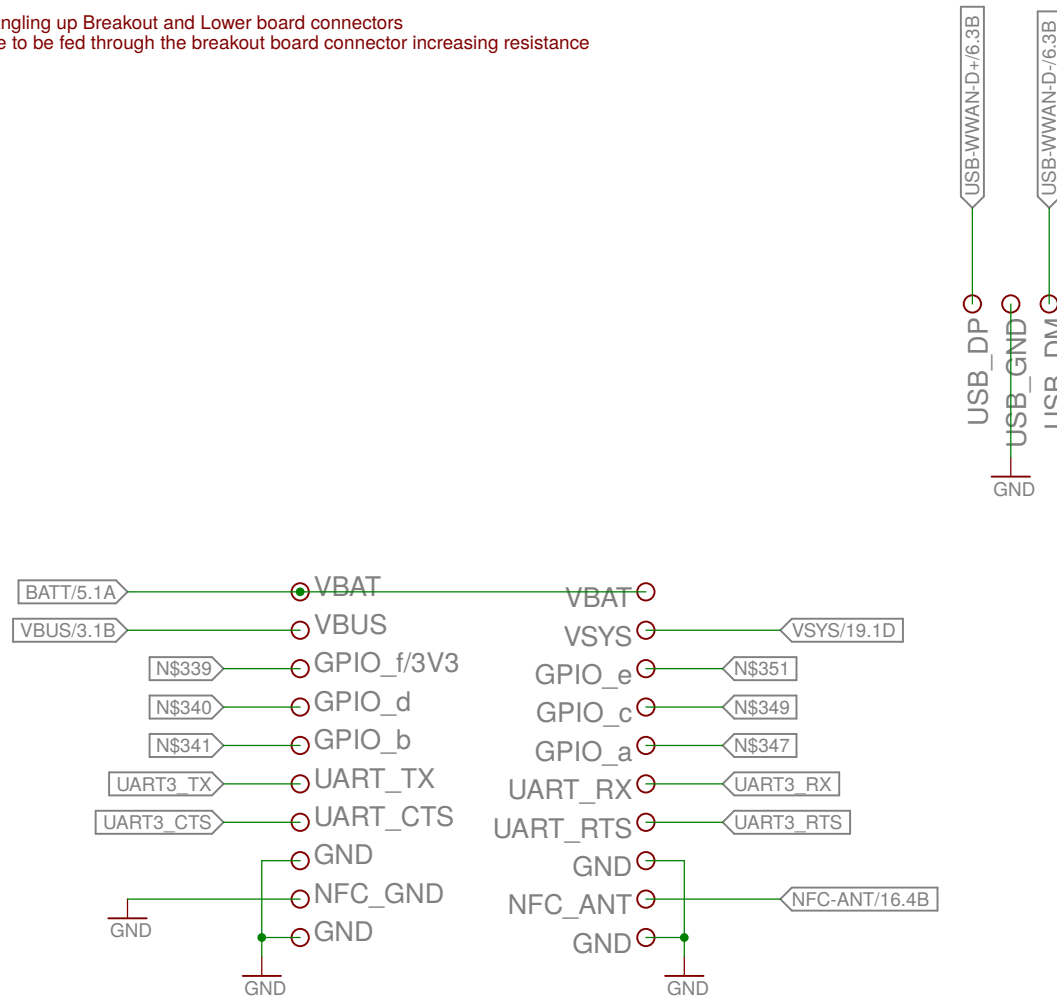 ngling up Breakout and Lower board connectors
e to be fed through the breakout board connector increasing resistance
USB-WWAN-D+/6.3B
USB-WWAN-D-/6.3B
USB_DP
USB_GND
USB_DM
GND
BATT/5.1A
VBAT
VBAT
VBUS/3.1B
VBUS
VSYS
VSYS/19.1D
N$339
GPIO_f/3V3
GPIO_e
N$351
N$340
GPIO_d
GPIO_c
N$349
N$341
GPIO_b
GPIO_a
N$347
UART3_TX
UART_TX
UART_RX
UART3_RX
UART3_CTS
UART_CTS
UART_RTS
UART3_RTS
GND
GND
NFC_GND
NFC_ANT
NFC-ANT/16.4B
GND
GND
GND
GND
GND